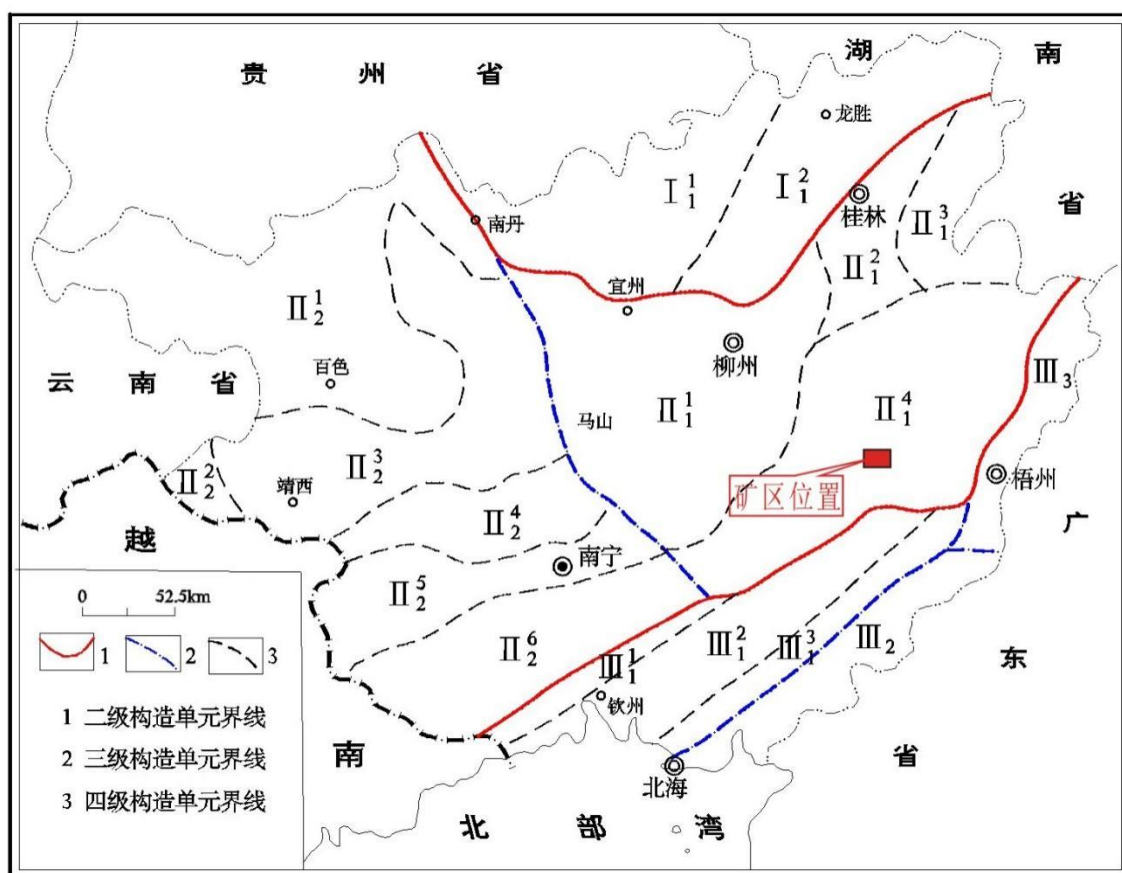 贵 州 省
湖 南
省
龙胜
Ⅰ¹₁
Ⅰ²₁
桂林
Ⅱ³₁
南丹
Ⅱ²₁
宜州
Ⅱ¹₂
柳州
百色
云 南 省
Ⅲ₃
马山
Ⅱ¹₁
Ⅱ⁴₁
Ⅱ²₂
Ⅱ³₂
靖西
矿区位置
梧州
Ⅱ⁴₂
越
广
南宁
Ⅱ⁵₂
0 52.5km
Ⅱ⁶₂
Ⅲ¹₁
Ⅲ²₁
Ⅲ³₁
Ⅲ₂
东
1 2 3
钦州
1 二级构造单元界线
2 三级构造单元界线
3 四级构造单元界线
南
省
北海
北 部 湾